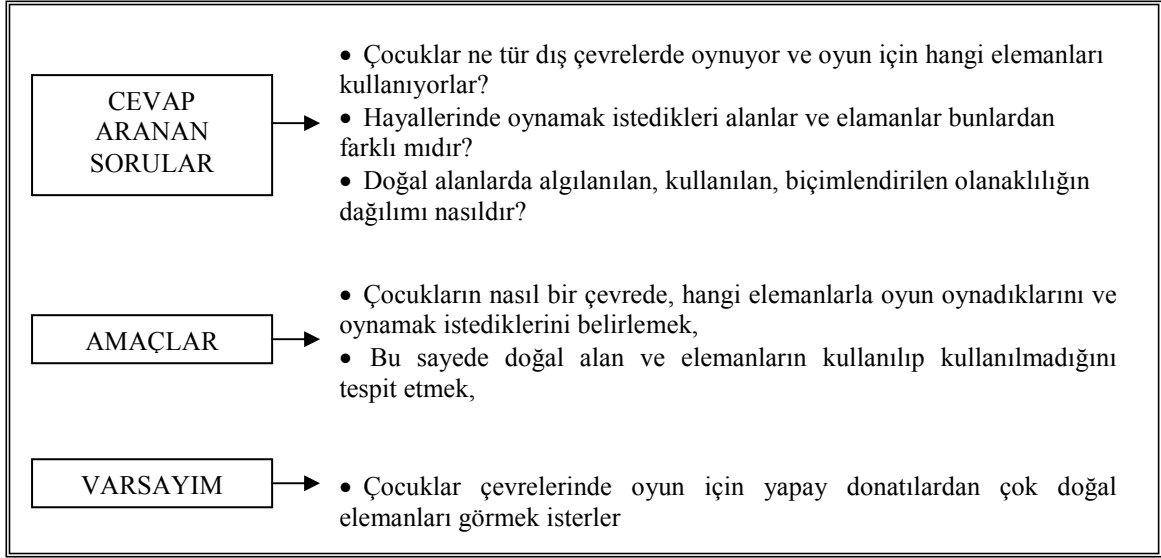 CEVAP
ARANAN
SORULAR
• Çocuklar ne tür dış çevrelerde oynuyor ve oyun için hangi elemanları
kullanıyorlar?
• Hayallerinde oynamak istedikleri alanlar ve elamanlar bunlardan
farklı mıdır?
• Doğal alanlarda algılanılan, kullanılan, biçimlendirilen olanaklılığın
dağılımı nasıldır?
AMAÇLAR
• Çocukların nasıl bir çevrede, hangi elemanlarla oyun oynadıklarını ve
oynamak istediklerini belirlemek,
• Bu sayede doğal alan ve elemanların kullanılıp kullanılmadığını
tespit etmek,
VARSAYIM
• Çocuklar çevrelerinde oyun için yapay donatılardan çok doğal
elemanları görmek isterler